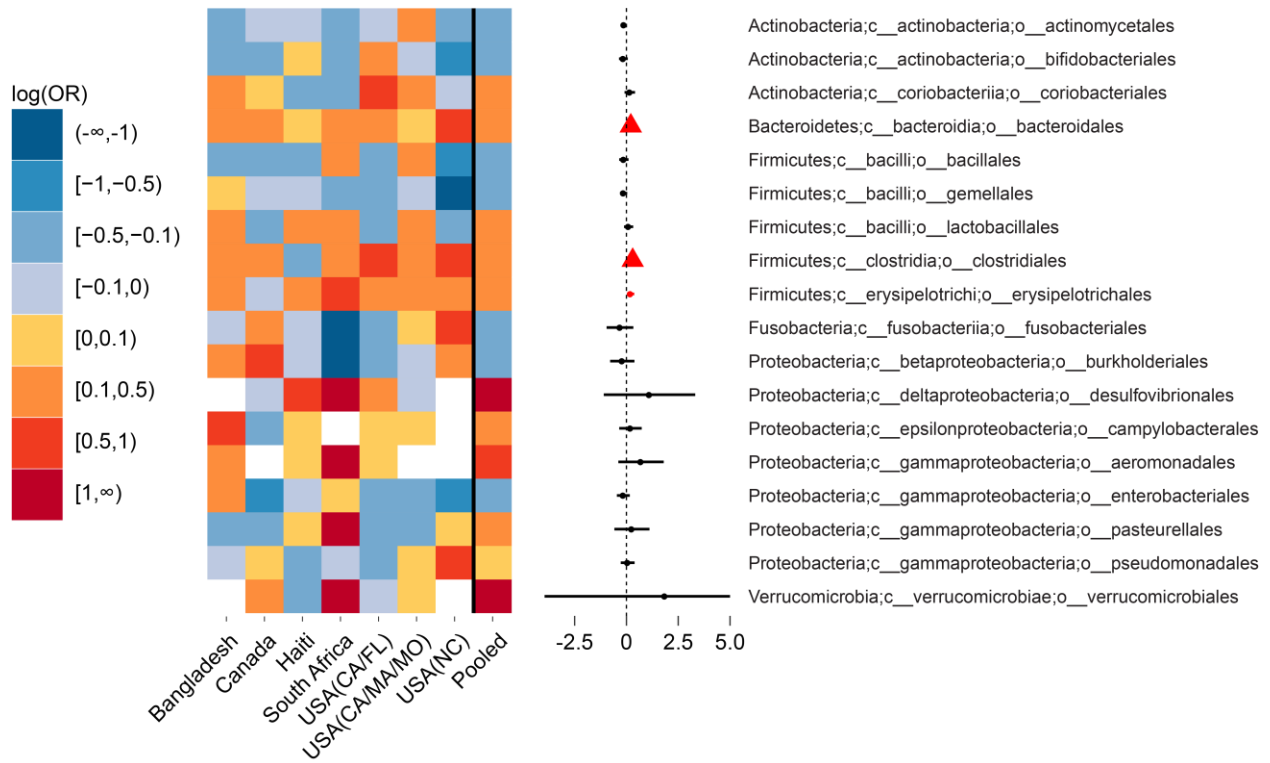 log(OR)
(-∞,-1)
[−1,−0.5)
[−0.5,−0.1)
[−0.1,0)
[0,0.1)
[0.1,0.5)
[0.5,1)
[1,∞)
Bangladesh
Canada
Haiti
South Africa
USA(CA/FL)
USA(CA/MA/MO)
USA(NC)
Pooled
-2.5 0 2.5 5.0
Actinobacteria;c__actinobacteria;o__actinomycetales
Actinobacteria;c__actinobacteria;o__bifidobacteriales
Actinobacteria;c__coriobacteriia;o__coriobacteriales
Bacteroidetes;c__bacteroidia;o__bacteroidales
Firmicutes;c__bacilli;o__bacillales
Firmicutes;c__bacilli;o__gemellales
Firmicutes;c__bacilli;o__lactobacillales
Firmicutes;c__clostridia;o__clostridiales
Firmicutes;c__erysipelotrichi;o__erysipelotrichales
Fusobacteria;c__fusobacteriia;o__fusobacteriales
Proteobacteria;c__betaproteobacteria;o__burkholderiales
Proteobacteria;c__deltaproteobacteria;o__desulfovibrionales
Proteobacteria;c__epsilonproteobacteria;o__campylobacterales
Proteobacteria;c__gammaproteobacteria;o__aeromonadales
Proteobacteria;c__gammaproteobacteria;o__enterobacteriales
Proteobacteria;c__gammaproteobacteria;o__pasteurellales
Proteobacteria;c__gammaproteobacteria;o__pseudomonadales
Verrucomicrobia;c__verrucomicrobiae;o__verrucomicrobiales